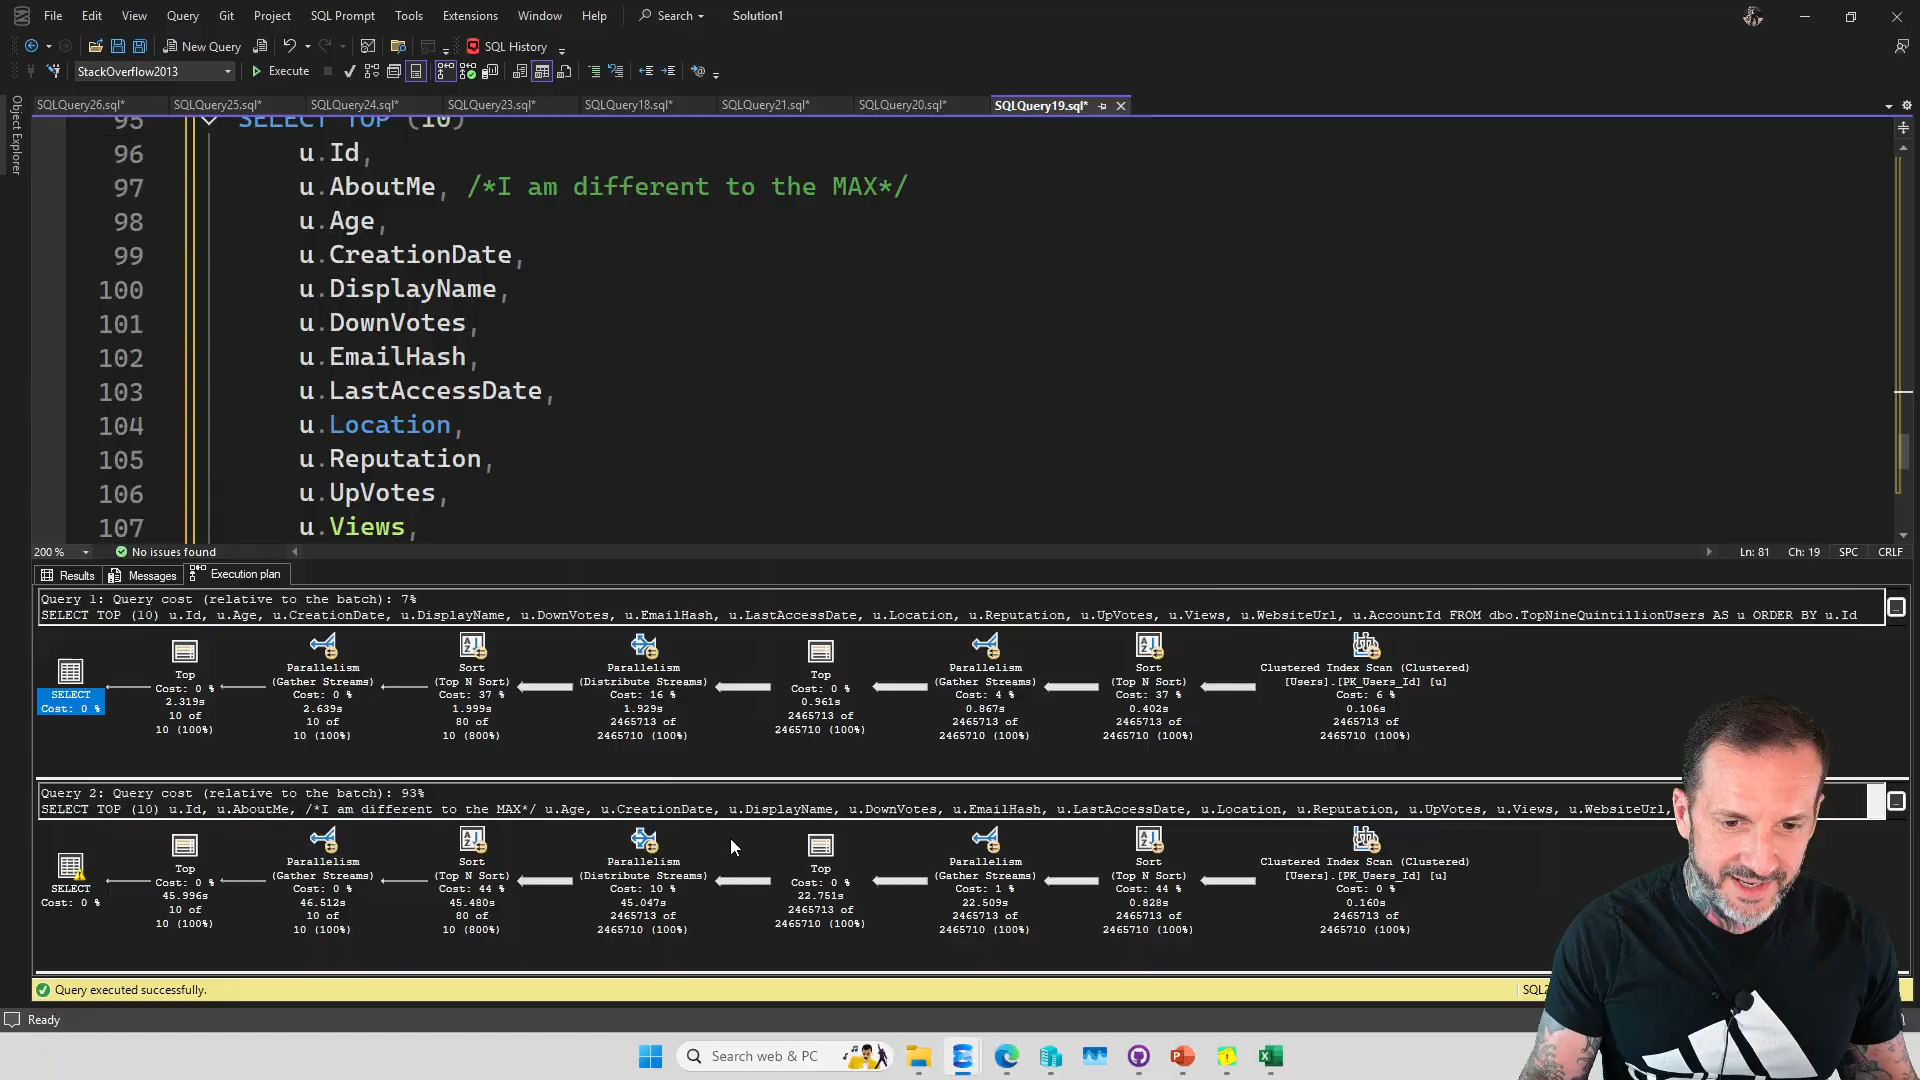 File Edit View Query Git Project SQL Prompt Tools Extensions Window Help Search Solution1
New Query SQL History
StackOverflow2013 Execute
SQLQuery26.sql* SQLQuery25.sql* SQLQuery24.sql* SQLQuery23.sql* SQLQuery18.sql* SQLQuery21.sql* SQLQuery20.sql* SQLQuery19.sql*
Object Explorer
95 SELECT TOP (10)
96 u.Id,
97 u.AboutMe, /*I am different to the MAX*/
98 u.Age,
99 u.CreationDate,
100 u.DisplayName,
101 u.DownVotes,
102 u.EmailHash,
103 u.LastAccessDate,
104 u.Location,
105 u.Reputation,
106 u.UpVotes,
107 u.Views,
200 % No issues found Ln: 81 Ch: 19 SPC CRLF
Results Messages Execution plan
Query 1: Query cost (relative to the batch): 7%
SELECT TOP (10) u.Id, u.Age, u.CreationDate, u.DisplayName, u.DownVotes, u.EmailHash, u.LastAccessDate, u.Location, u.Reputation, u.UpVotes, u.Views, u.WebsiteUrl, u.AccountId FROM dbo.TopNineQuintillionUsers AS u ORDER BY u.Id
SELECT
Cost: 0 %
Top
Cost: 0 %
2.319s
10 of
10 (100%)
Parallelism
(Gather Streams)
Cost: 0 %
2.639s
10 of
10 (100%)
Sort
(Top N Sort)
Cost: 37 %
1.999s
80 of
10 (800%)
Parallelism
(Distribute Streams)
Cost: 16 %
1.929s
2465713 of
2465710 (100%)
Top
Cost: 0 %
0.961s
2465713 of
2465710 (100%)
Parallelism
(Gather Streams)
Cost: 4 %
0.867s
2465713 of
2465710 (100%)
Sort
(Top N Sort)
Cost: 37 %
0.402s
2465713 of
2465710 (100%)
Clustered Index Scan (Clustered)
[Users].[PK_Users_Id] [u]
Cost: 6 %
0.106s
2465713 of
2465710 (100%)
Query 2: Query cost (relative to the batch): 93%
SELECT TOP (10) u.Id, u.AboutMe, /*I am different to the MAX*/ u.Age, u.CreationDate, u.DisplayName, u.DownVotes, u.EmailHash, u.LastAccessDate, u.Location, u.Reputation, u.UpVotes, u.Views, u.WebsiteUrl,
SELECT
Cost: 0 %
Top
Cost: 0 %
45.996s
10 of
10 (100%)
Parallelism
(Gather Streams)
Cost: 0 %
46.512s
10 of
10 (100%)
Sort
(Top N Sort)
Cost: 44 %
45.480s
80 of
10 (800%)
Parallelism
(Distribute Streams)
Cost: 10 %
45.047s
2465713 of
2465710 (100%)
Top
Cost: 0 %
22.751s
2465713 of
2465710 (100%)
Parallelism
(Gather Streams)
Cost: 1 %
22.509s
2465713 of
2465710 (100%)
Sort
(Top N Sort)
Cost: 44 %
0.828s
2465713 of
2465710 (100%)
Clustered Index Scan (Clustered)
[Users].[PK_Users_Id] [u]
Cost: 0 %
0.160s
2465713 of
2465710 (100%)
Query executed successfully.
Ready
Search web & PC